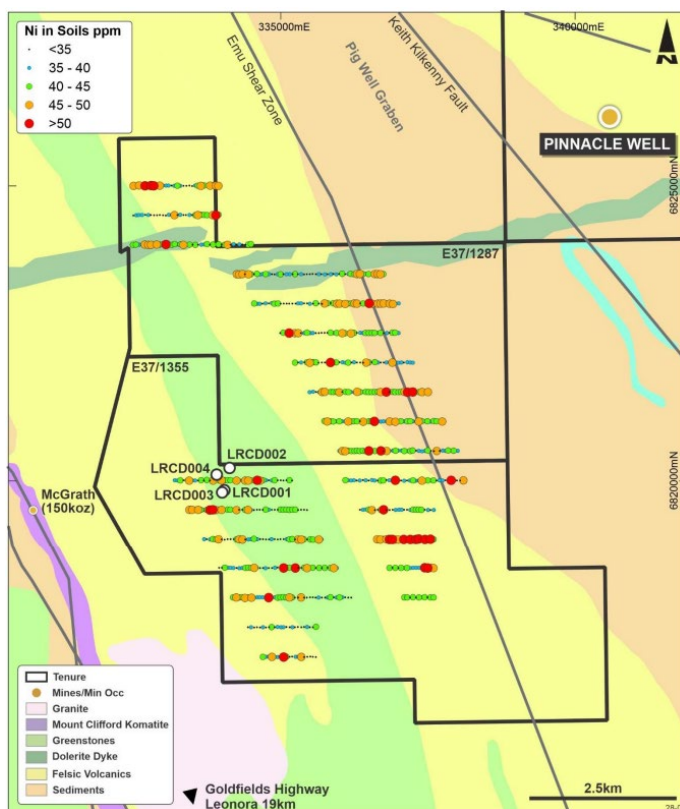 Ni in Soils ppm
<35
35 - 40
40 - 45
45 - 50
>50
335000mE
340000mE
N
Emu Shear Zone
Pig Well Graben
Keith Kilkenny Fault
PINNACLE WELL
6825000mN
E37/1287
E37/1355
LRCD002
LRCD004
LRCD003
LRCD001
6820000mN
McGrath
(150koz)
Tenure
Mines/Min Occ
Granite
Mount Clifford Komatite
Greenstones
Dolerite Dyke
Felsic Volcanics
Sediments
Goldfields Highway
Leonora 19km
2.5km